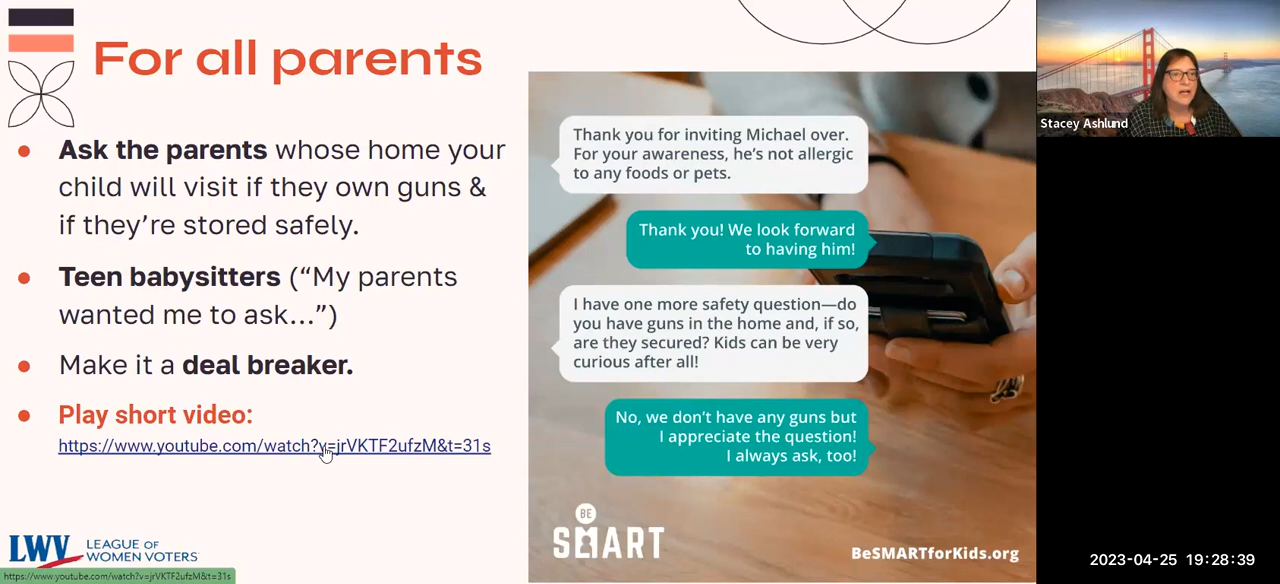 For all parents
Ask the parents whose home your
child will visit if they own guns &
if they’re stored safely.
Teen babysitters (“My parents
wanted me to ask...”)
Make it a deal breaker.
Play short video:
https://www.youtube.com/watch?v=jrVKTF2ufzM&t=31s
LWV LEAGUE OF
WOMEN VOTERS
https://www.youtube.com/watch?v=jrVKTF2ufzM&t=31s
Thank you for inviting Michael over.
For your awareness, he’s not allergic
to any foods or pets.
Thank you! We look forward
to having him!
I have one more safety question—do
you have guns in the home and, if so,
are they secured? Kids can be very
curious after all!
No, we don’t have any guns but
I appreciate the question!
I always ask, too!
BE
SMART
BeSMARTforKids.org
Stacey Ashlund
2023-04-25 19:28:39